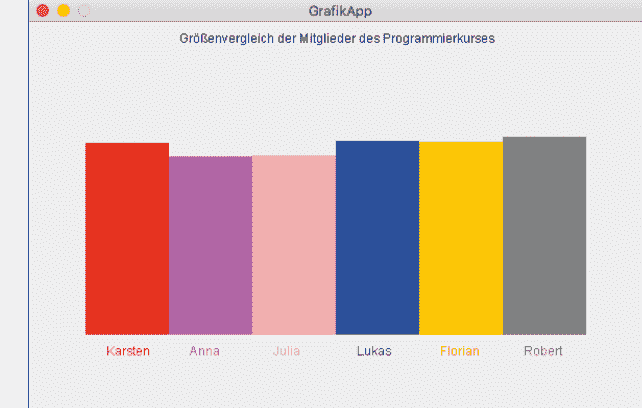 GrafikApp
Größenvergleich der Mitglieder des Programmierkurses
Karsten Anna Julia Lukas Florian Robert